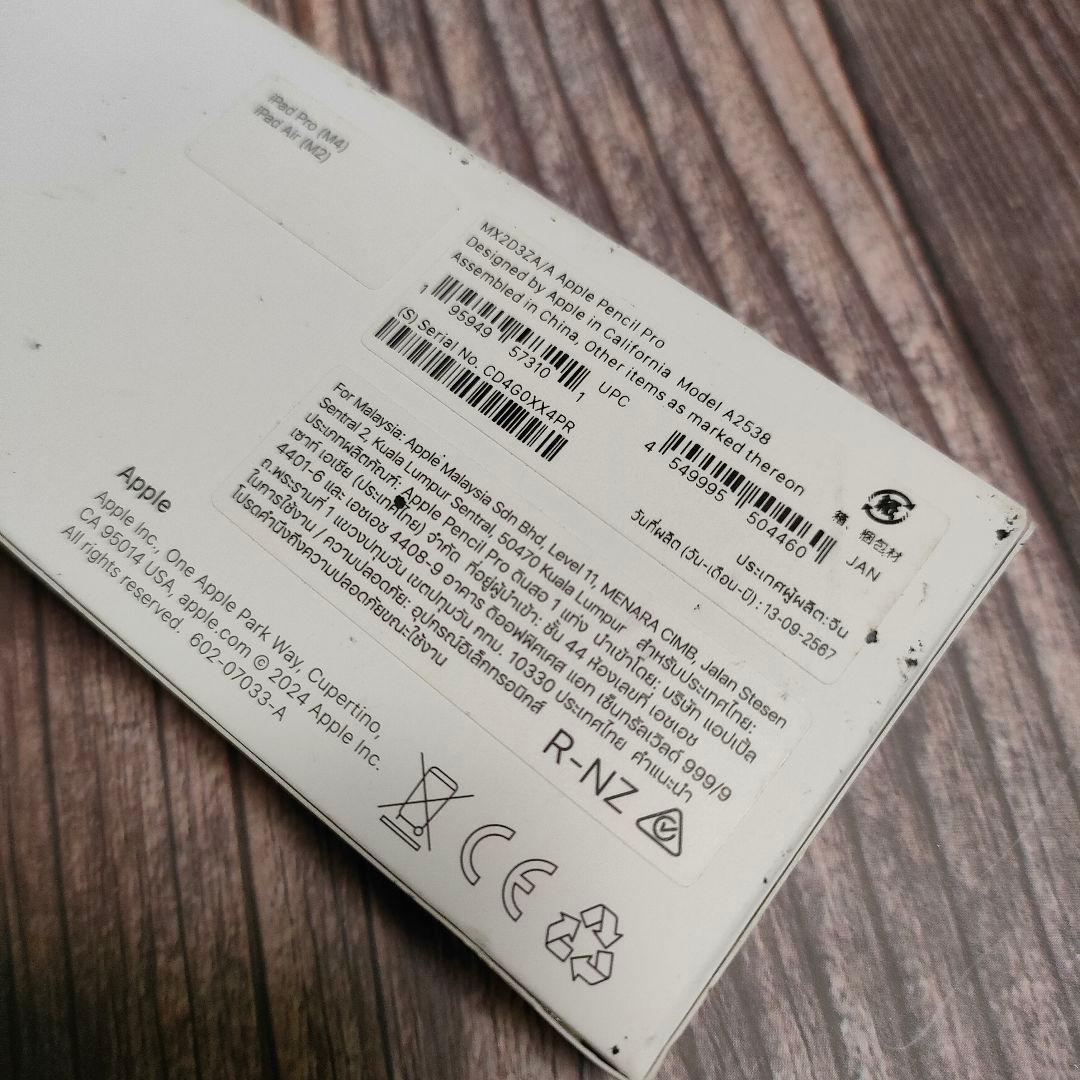 iPad Pro (M4)
iPad Air (M2)
MX2D3ZA/A Apple Pencil Pro
Designed by Apple in California Model A2538
Assembled in China, Other items as marked thereon
1 95949 57310 1 UPC
4 549995 504460 JAN
(S) Serial No. CD4G0XX4PR
箱, 梱包材
ประเทศผู้ผลิต:จีน
วันที่ผลิต (วัน-เดือน-ปี) : 13-09-2567
For Malaysia: Apple Malaysia Sdn Bhd, Level 11, MENARA CIMB, Jalan Stesen
Sentral 2, Kuala Lumpur Sentral, 50470 Kuala Lumpur สำหรับประเทศไทย:
ประเภทผลิตภัณฑ์: Apple Pencil Pro ดินสอ 1 แท่ง นำเข้าโดย: บริษัท แอปเปิ้ล
เซาท์ เอเชีย (ประเทศไทย) จำกัด ที่อยู่ผู้นำเข้า: ชั้น 44 ห้องเลขที่ เอชเอช
4401-6 และ เอชเอช 4408-9 อาคาร ดิออฟฟิศเศส แอท เซ็นทรัลเวิลด์ 999/9
ถ.พระรามที่ 1 แขวงปทุมวัน เขตปทุมวัน กทม. 10330 ประเทศไทย คำแนะนำ
ในการใช้งาน / ความปลอดภัย: อุปกรณ์อิเล็กทรอนิกส์
โปรดคำนึงถึงความปลอดภัยขณะใช้งาน
R-NZ
Apple
Apple Inc., One Apple Park Way, Cupertino,
CA 95014 USA, apple.com © 2024 Apple Inc.
All rights reserved. 602-07033-A
CE